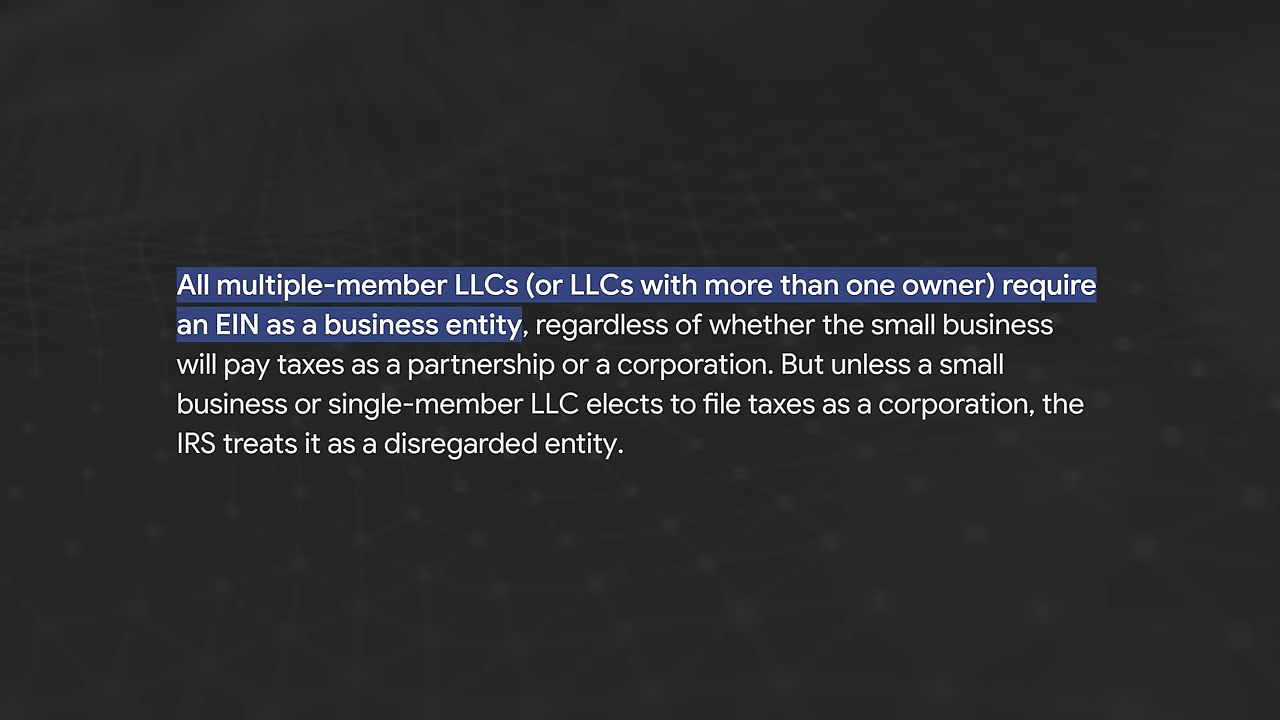 All multiple-member LLCs (or LLCs with more than one owner) require
an EIN as a business entity, regardless of whether the small business
will pay taxes as a partnership or a corporation. But unless a small
business or single-member LLC elects to file taxes as a corporation, the
IRS treats it as a disregarded entity.